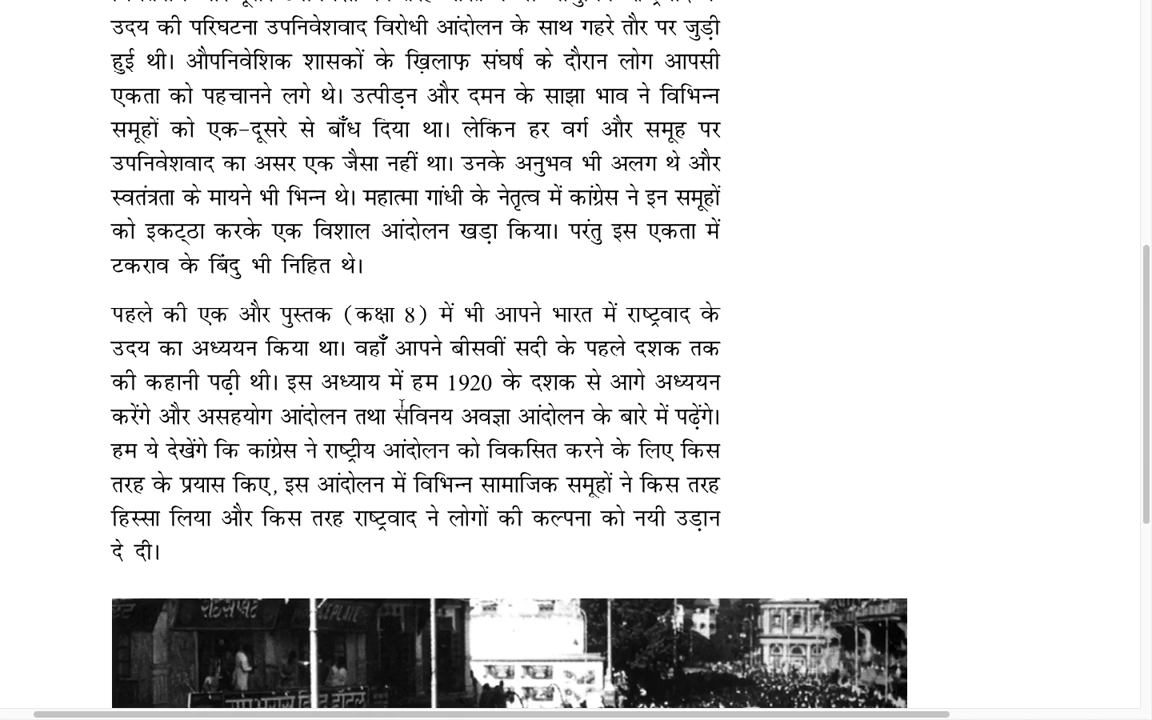 उदय की परिघटना उपनिवेशवाद विरोधी आंदोलन के साथ गहरे तौर पर जुड़ी
हुई थी। औपनिवेशिक शासकों के ख़िलाफ़ संघर्ष के दौरान लोग आपसी
एकता को पहचानने लगे थे। उत्पीड़न और दमन के साझा भाव ने विभिन्न
समूहों को एक-दूसरे से बाँध दिया था। लेकिन हर वर्ग और समूह पर
उपनिवेशवाद का असर एक जैसा नहीं था। उनके अनुभव भी अलग थे और
स्वतंत्रता के मायने भी भिन्न थे। महात्मा गांधी के नेतृत्व में कांग्रेस ने इन समूहों
को इकट्ठा करके एक विशाल आंदोलन खड़ा किया। परंतु इस एकता में
टकराव के बिंदु भी निहित थे।
पहले की एक और पुस्तक (कक्षा 8) में भी आपने भारत में राष्ट्रवाद के
उदय का अध्ययन किया था। वहाँ आपने बीसवीं सदी के पहले दशक तक
की कहानी पढ़ी थी। इस अध्याय में हम 1920 के दशक से आगे अध्ययन
करेंगे और असहयोग आंदोलन तथा सविनय अवज्ञा आंदोलन के बारे में पढ़ेंगे।
हम ये देखेंगे कि कांग्रेस ने राष्ट्रीय आंदोलन को विकसित करने के लिए किस
तरह के प्रयास किए, इस आंदोलन में विभिन्न सामाजिक समूहों ने किस तरह
हिस्सा लिया और किस तरह राष्ट्रवाद ने लोगों की कल्पना को नयी उड़ान
दे दी।